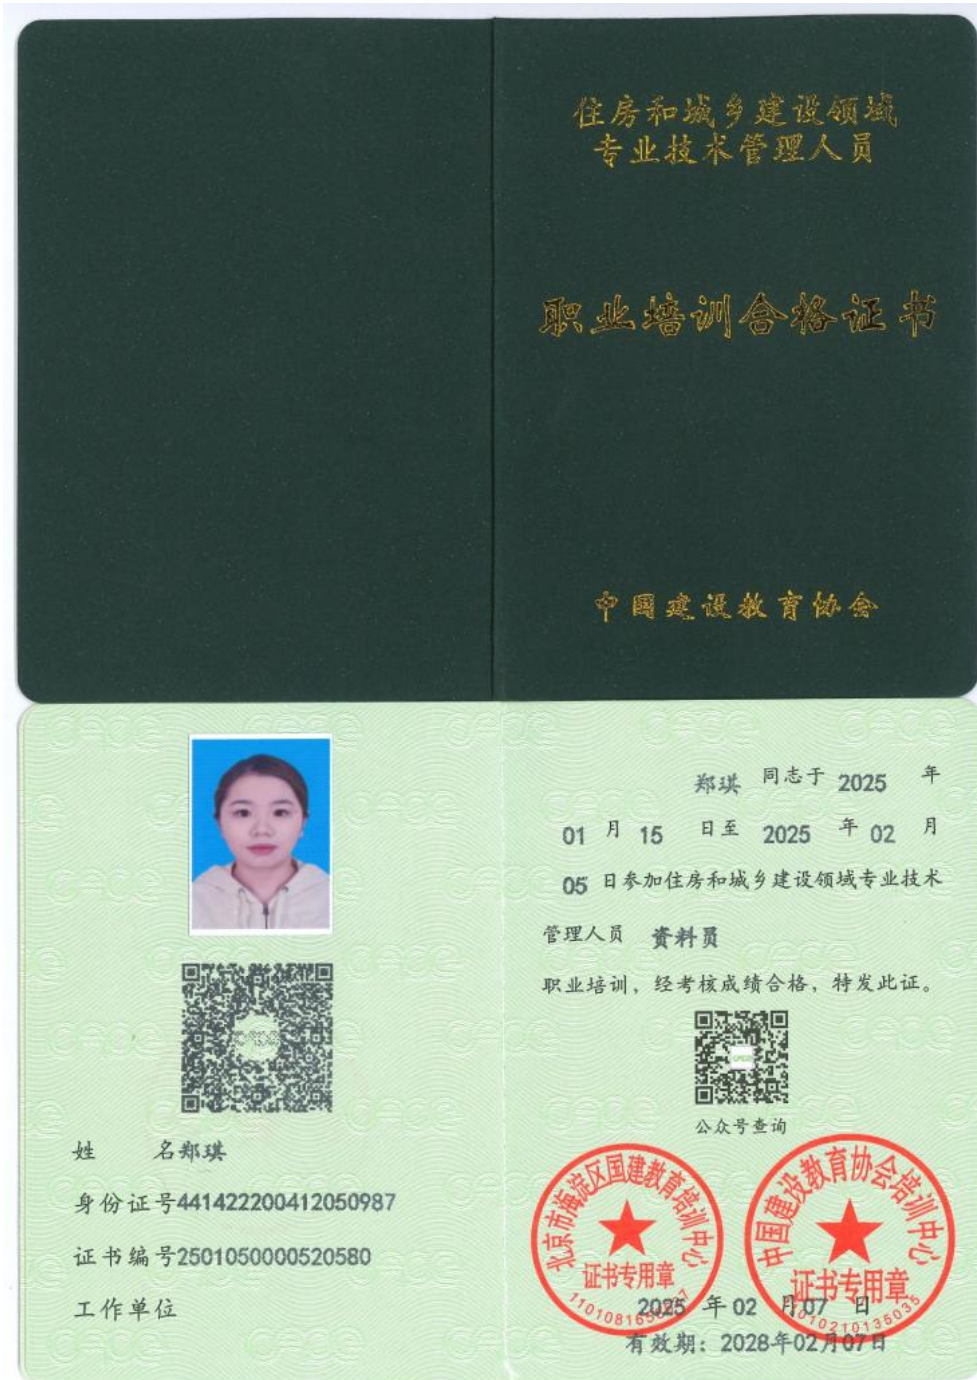 住房和城乡建设领域
专业技术管理人员
职业培训合格证书
中国建设教育协会
郑琪 同志于 2025 年
01 月 15 日至 2025 年 02 月
05 日参加住房和城乡建设领域专业技术
管理人员 资料员
职业培训，经考核成绩合格，特发此证。
公众号查询
姓 名郑琪
身份证号441422200412050987
证书编号2501050000520580
工作单位
北京市海淀区国建教育培训中心
证书专用章
中国建设教育协会培训中心
证书专用章
2025 年 02 月 07 日
有效期：2028年02月07日